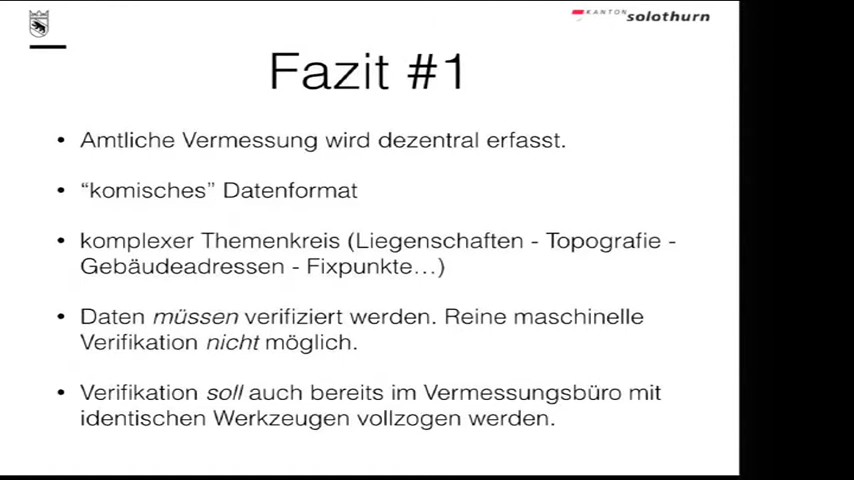 KANTON solothurn
Fazit #1
• Amtliche Vermessung wird dezentral erfasst.
• “komisches” Datenformat
• komplexer Themenkreis (Liegenschaften - Topografie -
Gebäudeadressen - Fixpunkte…)
• Daten müssen verifiziert werden. Reine maschinelle
Verifikation nicht möglich.
• Verifikation soll auch bereits im Vermessungsbüro mit
identischen Werkzeugen vollzogen werden.